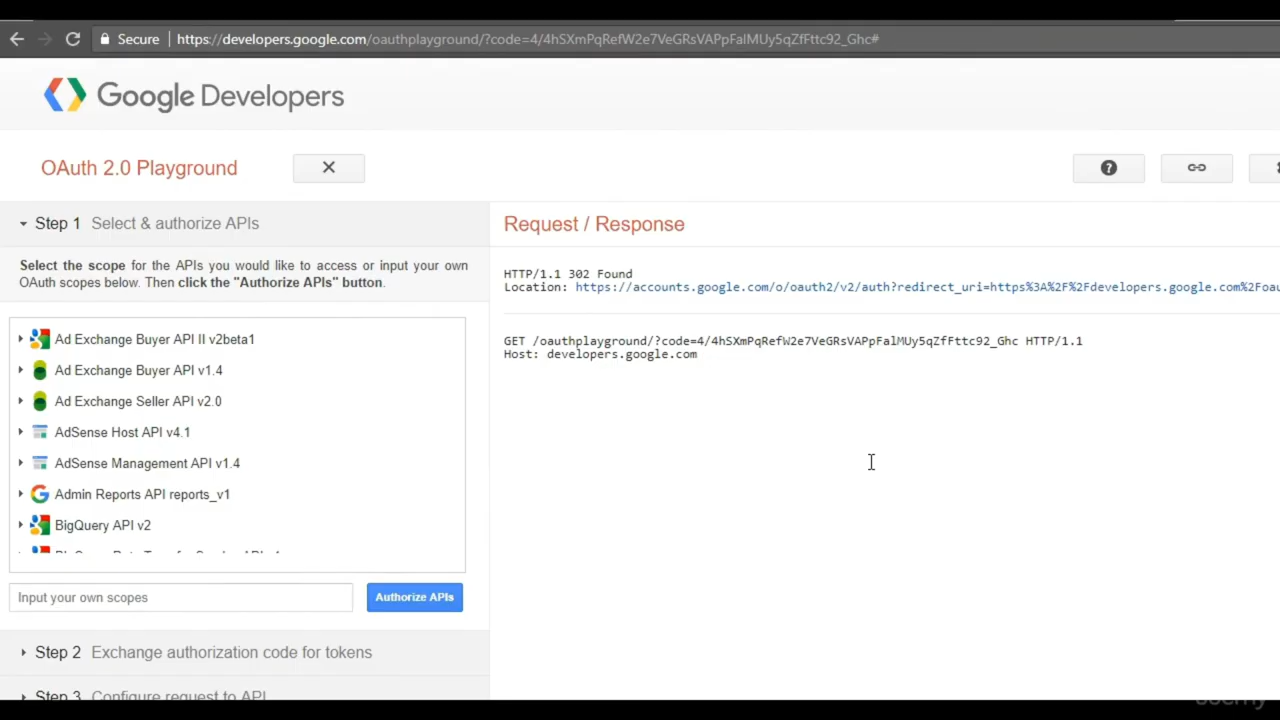 Secure https://developers.google.com/oauthplayground/?code=4/4hSXmPqRefW2e7VeGRsVAPpFalMUy5qZfFttc92_Ghc#
Google Developers
OAuth 2.0 Playground
Step 1 Select & authorize APIs
Select the scope for the APIs you would like to access or input your own
OAuth scopes below. Then click the "Authorize APIs" button.
Ad Exchange Buyer API II v2beta1
Ad Exchange Buyer API v1.4
Ad Exchange Seller API v2.0
AdSense Host API v4.1
AdSense Management API v1.4
Admin Reports API reports_v1
BigQuery API v2
Input your own scopes
Authorize APIs
Step 2 Exchange authorization code for tokens
Step 3 Configure request to API
Request / Response
HTTP/1.1 302 Found
Location: https://accounts.google.com/o/oauth2/v2/auth?redirect_uri=https%3A%2F%2Fdevelopers.google.com%2Foau
GET /oauthplayground/?code=4/4hSXmPqRefW2e7VeGRsVAPpFalMUy5qZfFttc92_Ghc HTTP/1.1
Host: developers.google.com